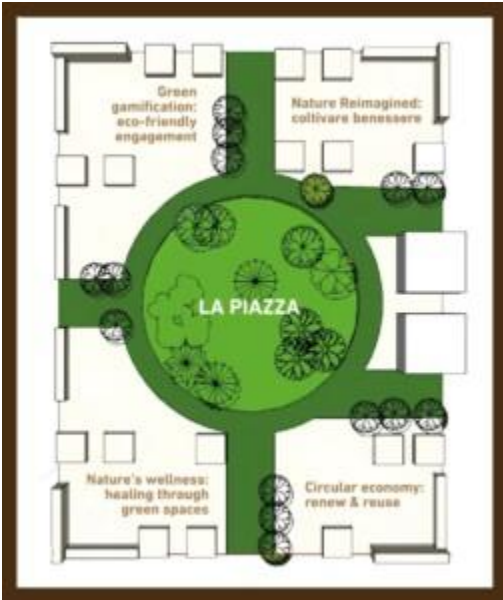 Green
gamification:
eco-friendly
engagement
Nature Reimagined:
coltivare benessere
LA PIAZZA
Nature's wellness:
healing through
green spaces
Circular economy:
renew & reuse